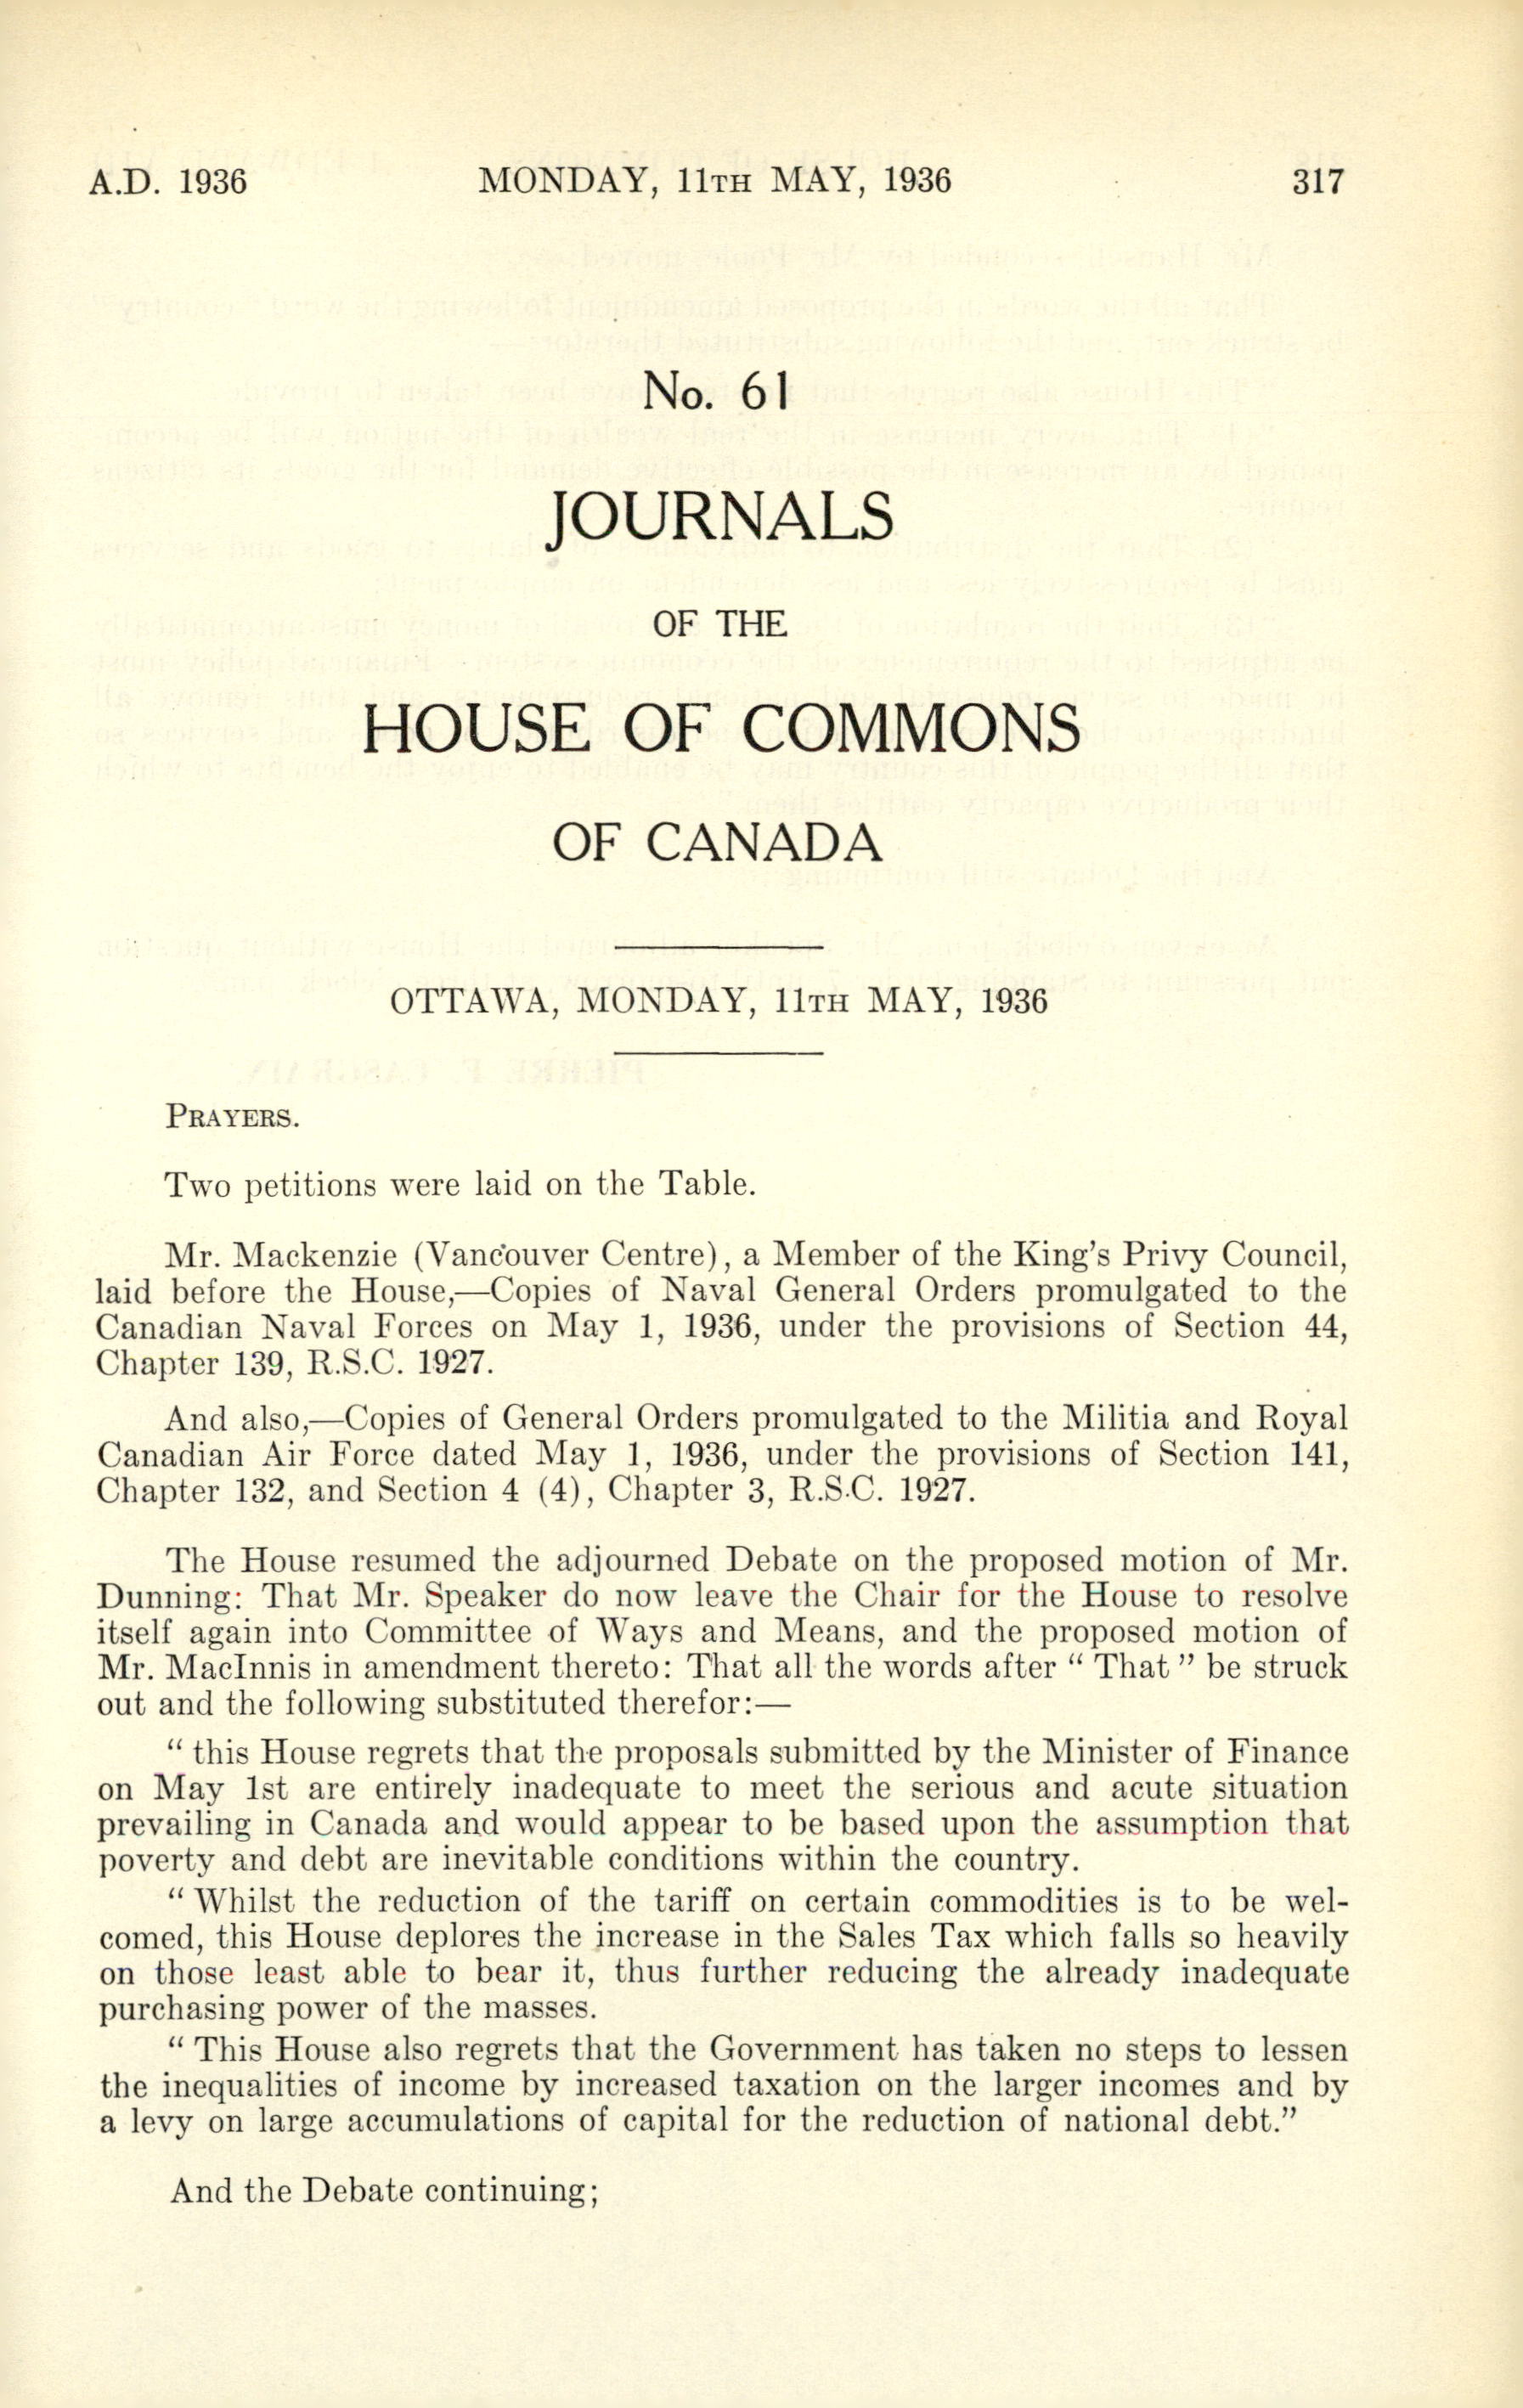 A.D. 1936 MONDAY, 11TH MAY, 1936 317
No. 61
JOURNALS
OF THE
HOUSE OF COMMONS
OF CANADA
OTTAWA, MONDAY, 11TH MAY, 1936
PRAYERS.
Two petitions were laid on the Table.
Mr. Mackenzie (Vancouver Centre), a Member of the King's Privy Council,
laid before the House,—Copies of Naval General Orders promulgated to the
Canadian Naval Forces on May 1, 1936, under the provisions of Section 44,
Chapter 139, R.S.C. 1927.
And also,—Copies of General Orders promulgated to the Militia and Royal
Canadian Air Force dated May 1, 1936, under the provisions of Section 141,
Chapter 132, and Section 4 (4), Chapter 3, R.S.C. 1927.
The House resumed the adjourned Debate on the proposed motion of Mr.
Dunning: That Mr. Speaker do now leave the Chair for the House to resolve
itself again into Committee of Ways and Means, and the proposed motion of
Mr. MacInnis in amendment thereto: That all the words after “ That ” be struck
out and the following substituted therefor:—
“ this House regrets that the proposals submitted by the Minister of Finance
on May 1st are entirely inadequate to meet the serious and acute situation
prevailing in Canada and would appear to be based upon the assumption that
poverty and debt are inevitable conditions within the country.
“ Whilst the reduction of the tariff on certain commodities is to be wel-
comed, this House deplores the increase in the Sales Tax which falls so heavily
on those least able to bear it, thus further reducing the already inadequate
purchasing power of the masses.
“ This House also regrets that the Government has taken no steps to lessen
the inequalities of income by increased taxation on the larger incomes and by
a levy on large accumulations of capital for the reduction of national debt.”
And the Debate continuing;